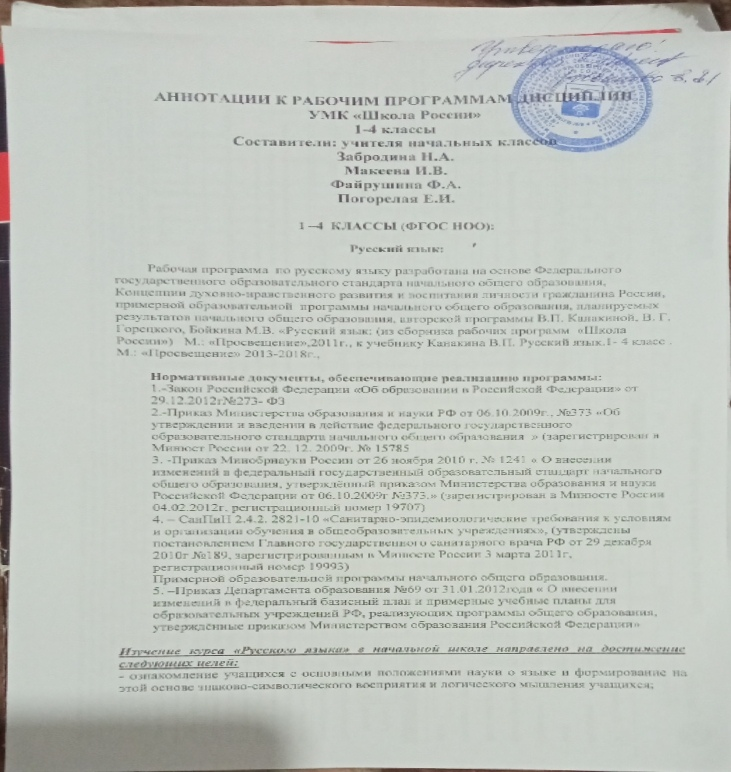 АННОТАЦИИ К РАБОЧИМ ПРОГРАММАМ ДИСЦИПЛИН
УМК «Школа России»
1-4 классы
Составители: учителя начальных классов
Забродина Н.А.
Макеева И.В.
Файрушина Ф.А.
Погорелая Е.И.
1 –4 КЛАССЫ (ФГОС НОО):
Русский язык:
Рабочая программа по русскому языку разработана на основе Федерального
государственного образовательного стандарта начального общего образования,
Концепции духовно-нравственного развития и воспитания личности гражданина России,
примерной образовательной программы начального общего образования, планируемых
результатов начального общего образования, авторской программы В.П. Канакиной, В. Г.
Горецкого, Бойкина М.В. «Русский язык: (из сборника рабочих программ «Школа
России») М.: «Просвещение»,2011г., к учебнику Канакина В.П. Русский язык.1- 4 класс .
М.: «Просвещение» 2013-2018г.,
Нормативные документы, обеспечивающие реализацию программы:
1.-Закон Российской Федерации «Об образовании в Российской Федерации» от
29.12.2012г№273- ФЗ
2.-Приказ Министерства образования и науки РФ от 06.10.2009г., №373 «Об
утверждении и введении в действие федерального государственного
образовательного стандарта начального общего образования » (зарегистрирован в
Минюст России от 22. 12. 2009г. № 15785
3. -Приказ Минобрнауки России от 26 ноября 2010 г, № 1241 « О внесении
изменений в федеральный государственный образовательный стандарт начального
общего образования, утверждённый приказом Министерства образования и науки
Российской Федерации от 06.10.2009г №373.» (зарегистрирован в Минюсте России
04.02.2012г, регистрационный номер 19707)
4. – СанПиН 2.4.2. 2821-10 «Санитарно-эпидемиологические требования к условиям
и организации обучения в общеобразовательных учреждениях», (утверждены
постановлением Главного государственного санитарного врача РФ от 29 декабря
2010г №189, зарегистрированным в Минюсте России 3 марта 2011г,
регистрационный номер 19993)
Примерной образовательной программы начального общего образования.
5. –Приказ Департамента образования №69 от 31.01.2012года « О внесении
изменений в федеральный базисный план и примерные учебные планы для
образовательных учреждений РФ, реализующих программы общего образования,
утверждённые приказом Министерством образования Российской Федерации»
Изучение курса «Русского языка» в начальной школе направлено на достижение
следующих целей:
- ознакомление учащихся с основными положениями науки о языке и формирование на
этой основе знаково-символического восприятия и логического мышления учащихся;